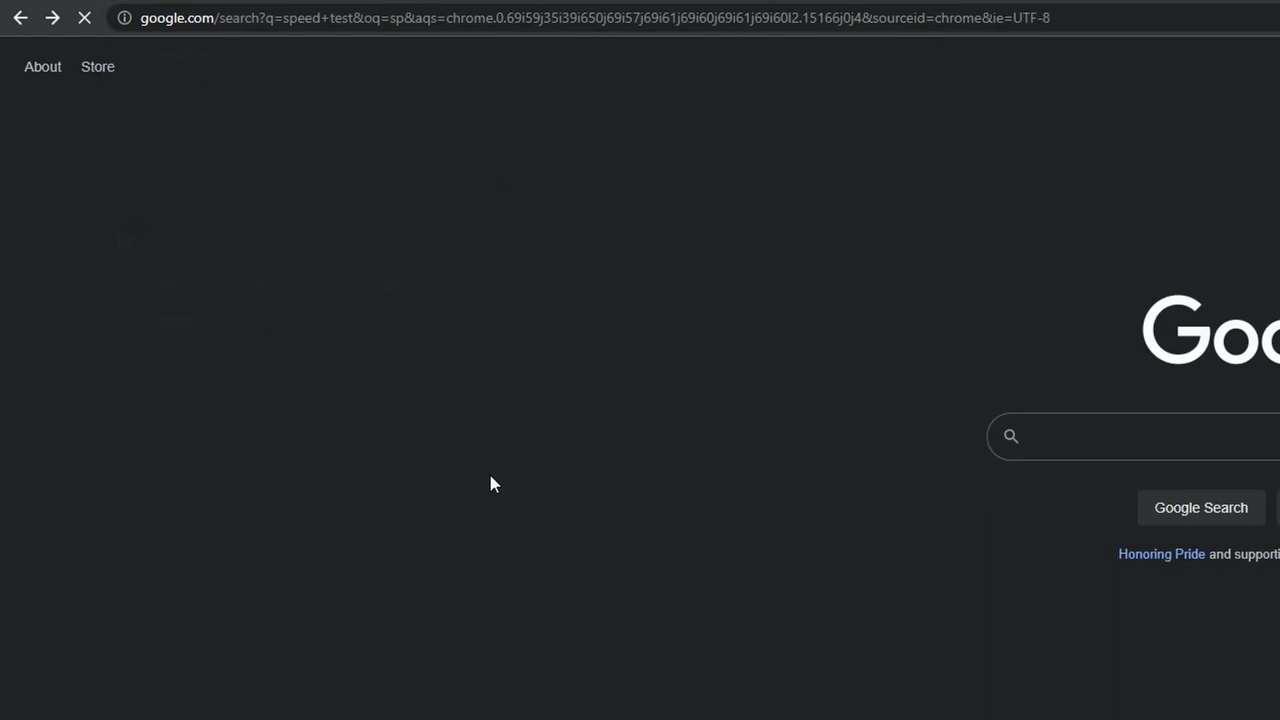 google.com/search?q=speed+test&oq=sp&aqs=chrome.0.69i59j35i39i650j69i57j69i61j69i60j69i61j69i60l2.15166j0j4&sourceid=chrome&ie=UTF-8
About Store
Goo
Google Search
Honoring Pride and supporti